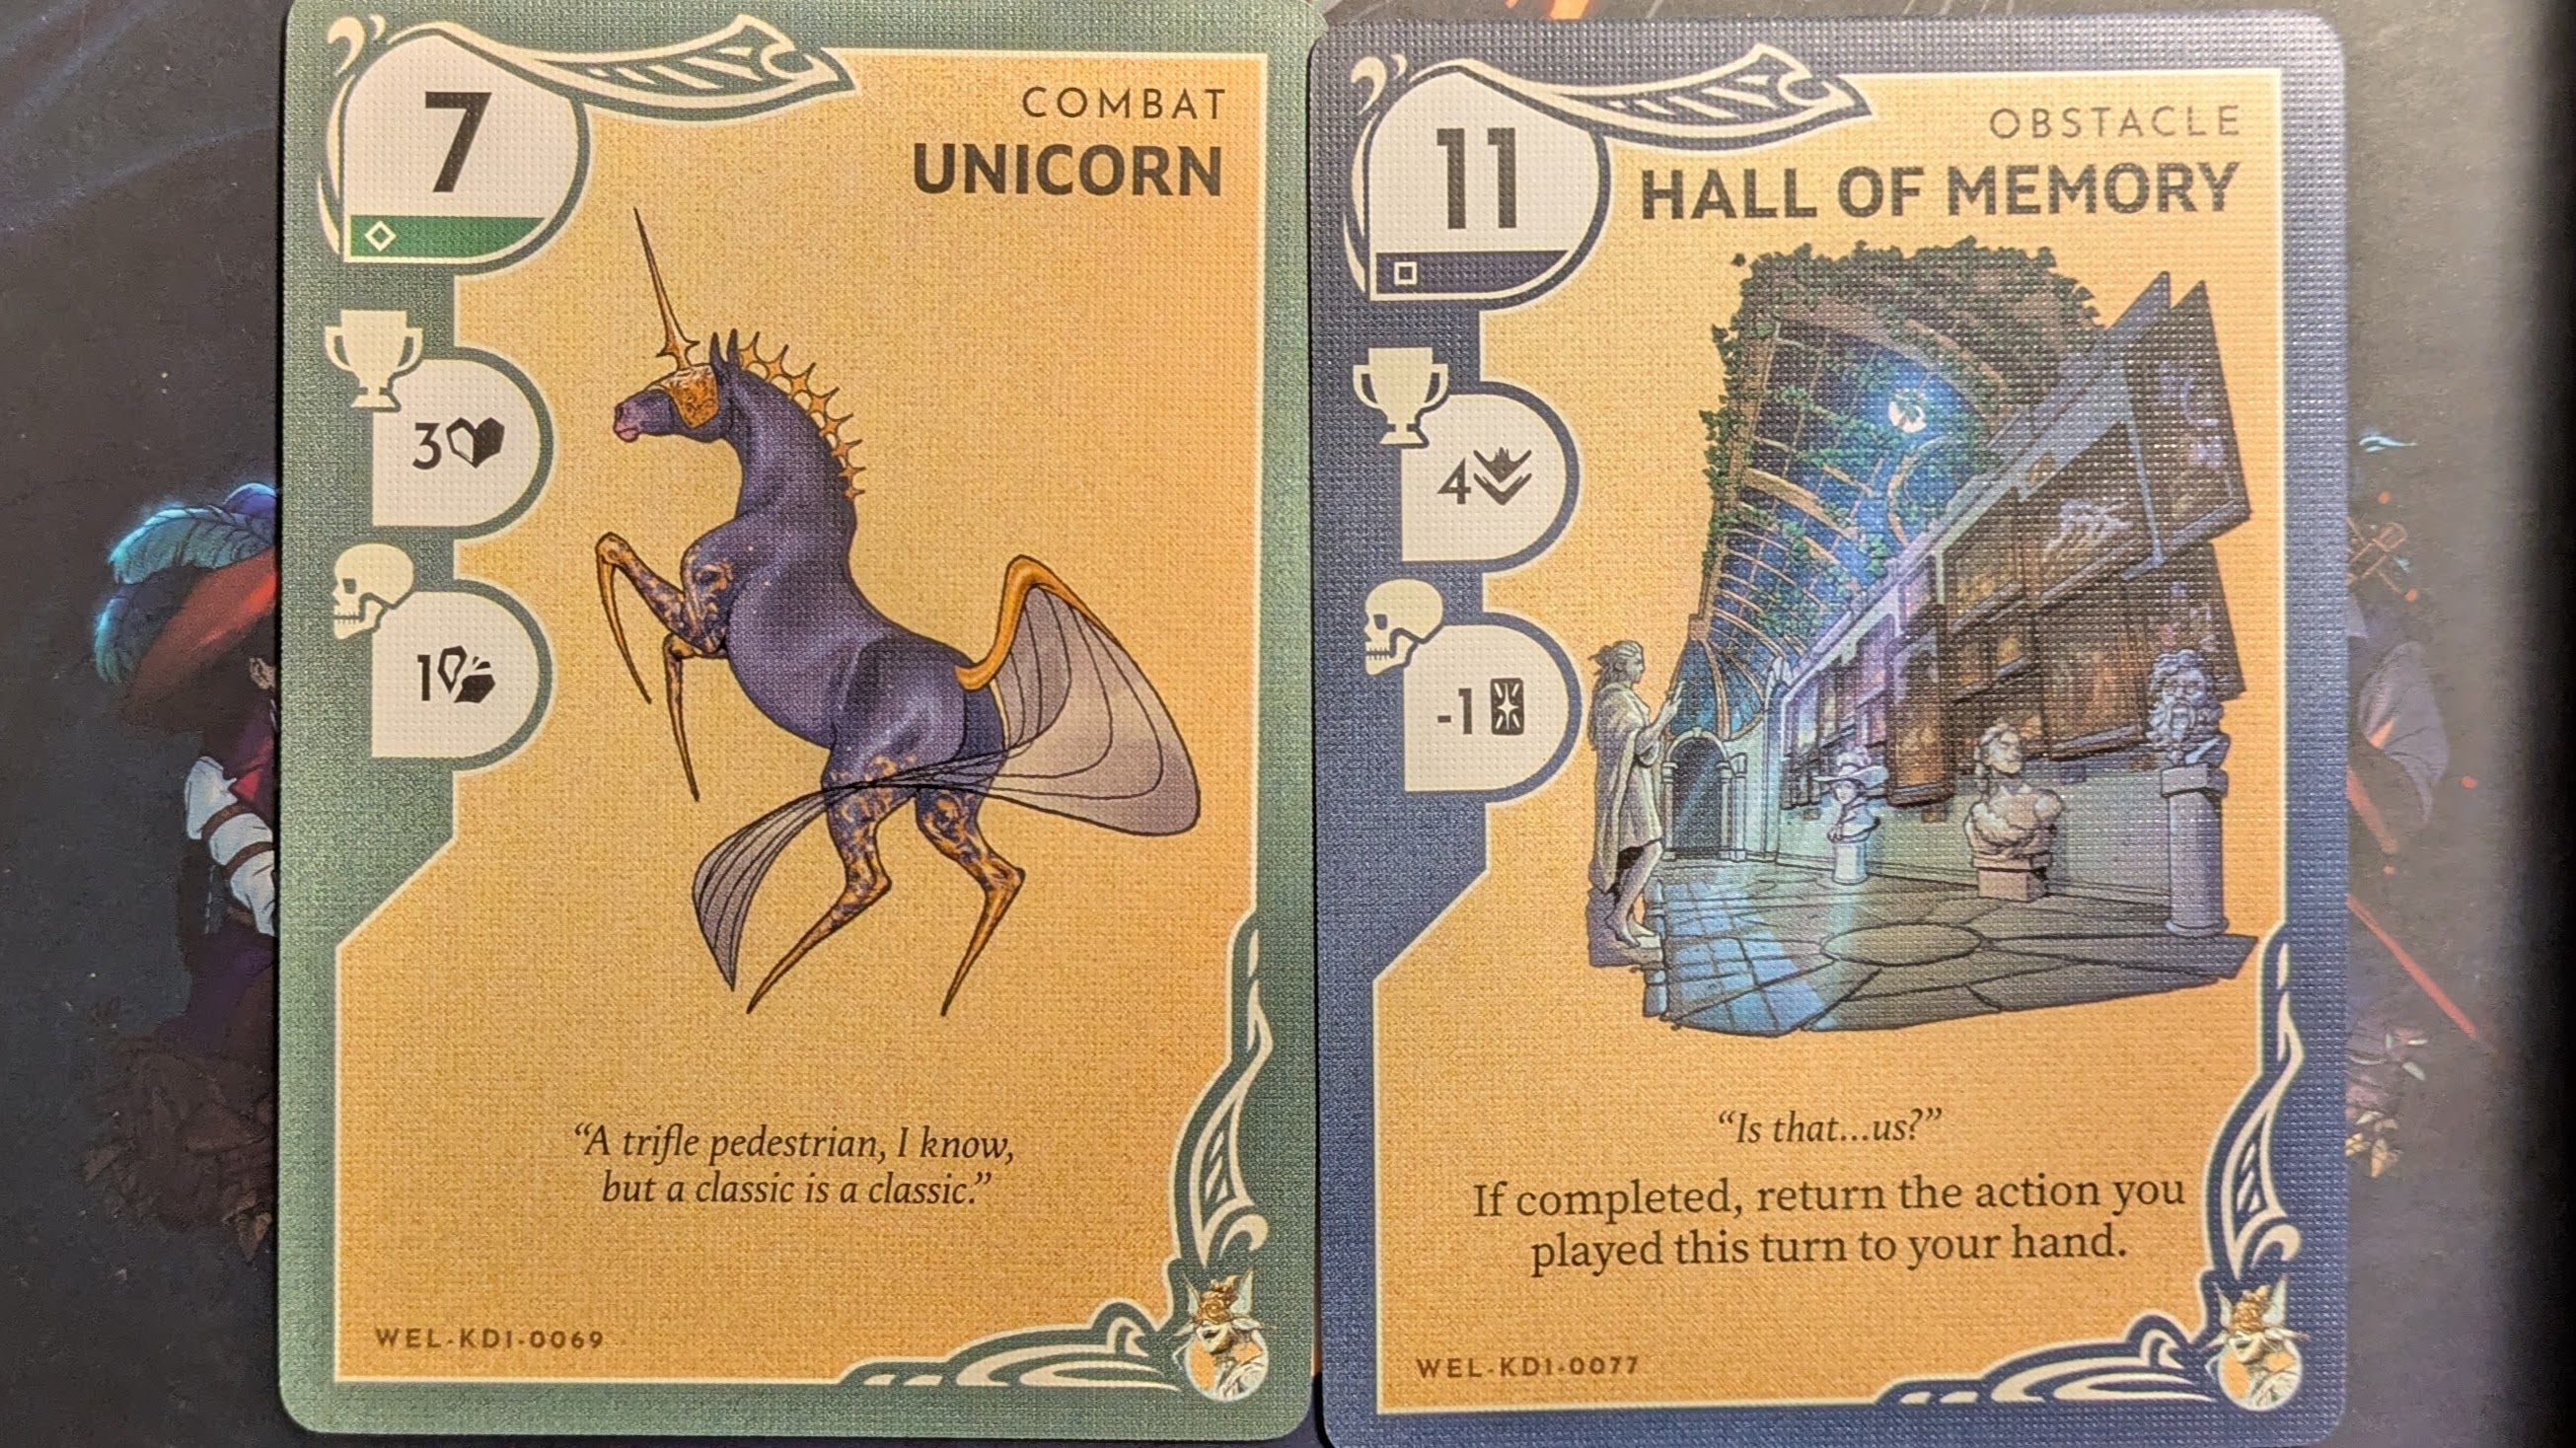 7
COMBAT
UNICORN
3
1
“A trifle pedestrian, I know,
but a classic is a classic.”
WEL-KD1-0069
11
OBSTACLE
HALL OF MEMORY
4
-1
“Is that...us?”
If completed, return the action you
played this turn to your hand.
WEL-KD1-0077